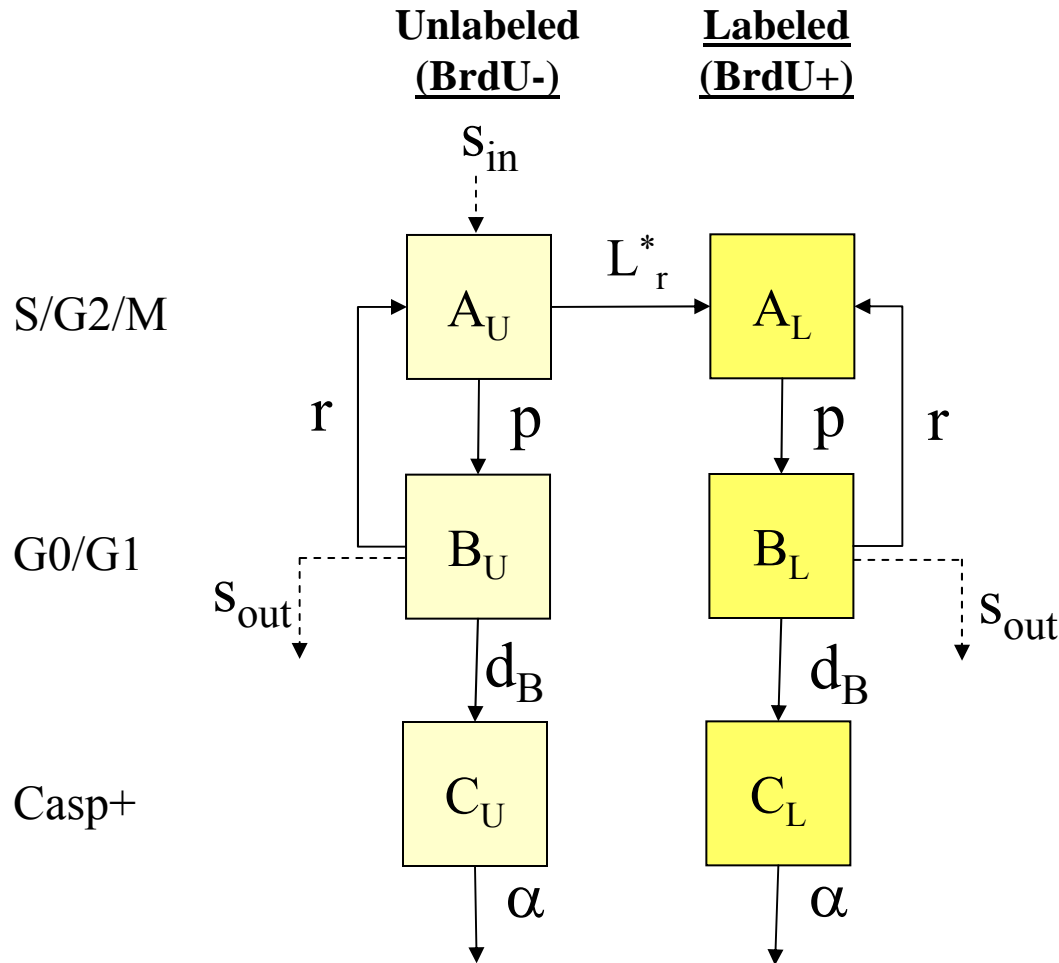 Unlabeled
(BrdU-)
Labeled
(BrdU+)
s_in
S/G2/M
A_U
L*_r
A_L
r
p
p
r
G0/G1
B_U
B_L
s_out
s_out
d_B
d_B
Casp+
C_U
C_L
α
α